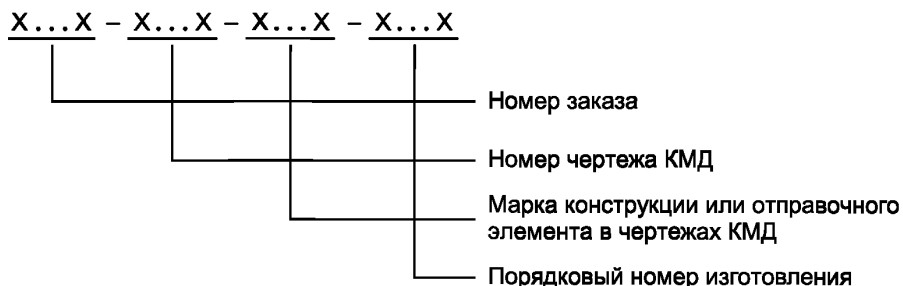 X...X – X...X – X...X – X...X
Номер заказа
Номер чертежа КМД
Марка конструкции или отправочного
элемента в чертежах КМД
Порядковый номер изготовления